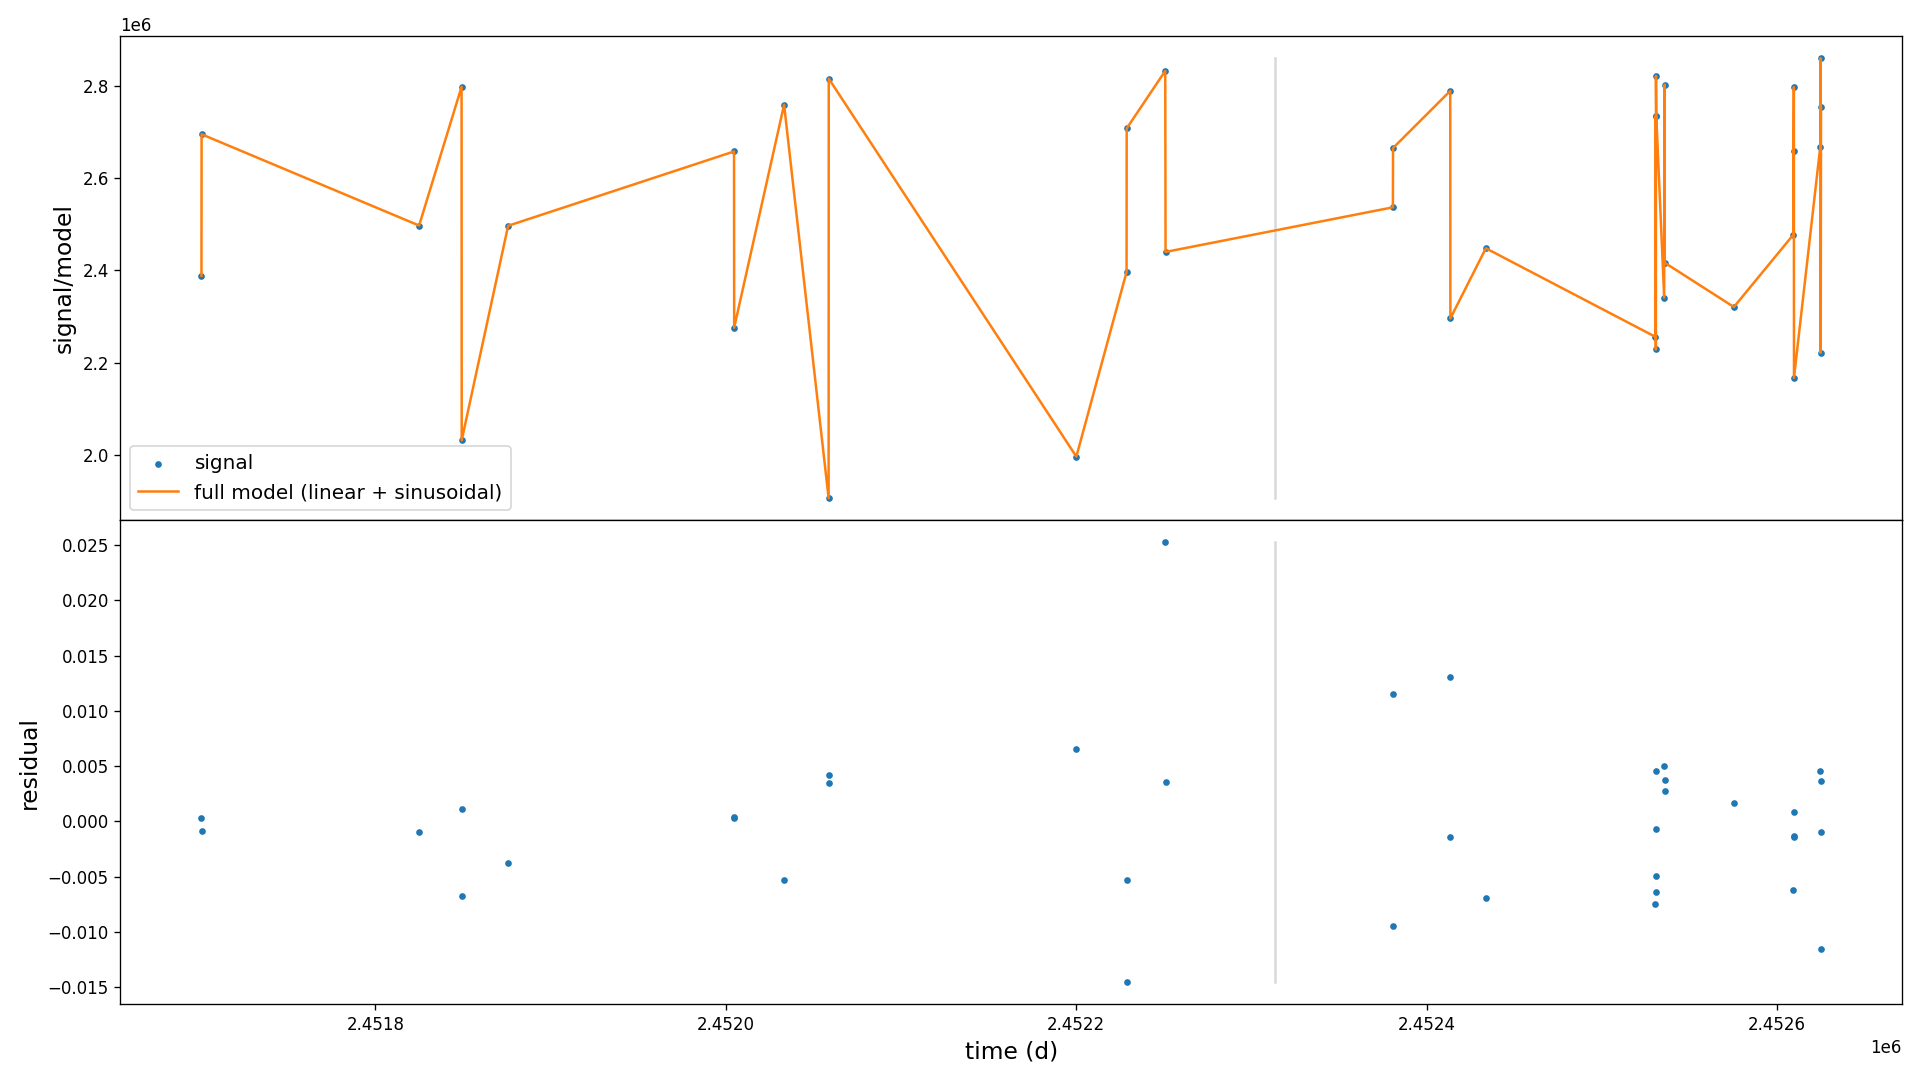 1e6
2.8
2.6
2.4
2.2
2.0
signal/model
signal
full model (linear + sinusoidal)
0.025
0.020
0.015
0.010
0.005
0.000
−0.005
−0.010
−0.015
residual
2.4518
2.4520
2.4522
2.4524
2.4526
1e6
time (d)